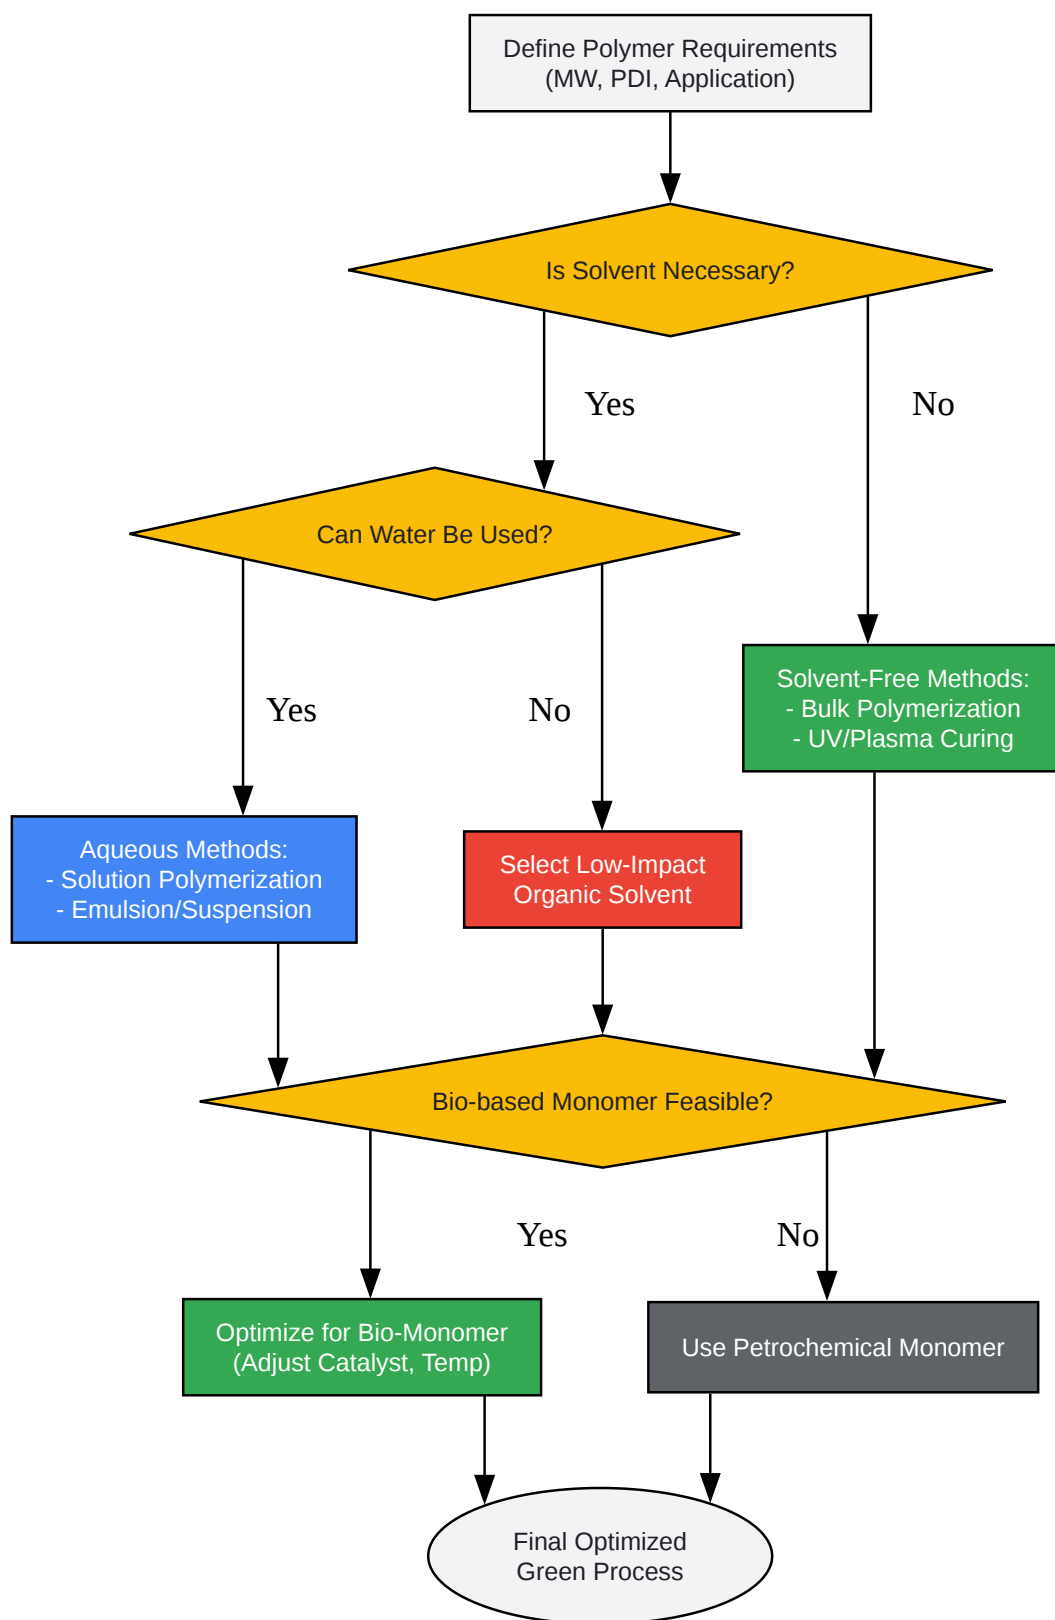 Define Polymer Requirements
(MW, PDI, Application)
Is Solvent Necessary?
Yes
No
Can Water Be Used?
Solvent-Free Methods:
- Bulk Polymerization
- UV/Plasma Curing
Yes
No
Aqueous Methods:
- Solution Polymerization
- Emulsion/Suspension
Select Low-Impact
Organic Solvent
Bio-based Monomer Feasible?
Yes
No
Optimize for Bio-Monomer
(Adjust Catalyst, Temp)
Use Petrochemical Monomer
Final Optimized
Green Process